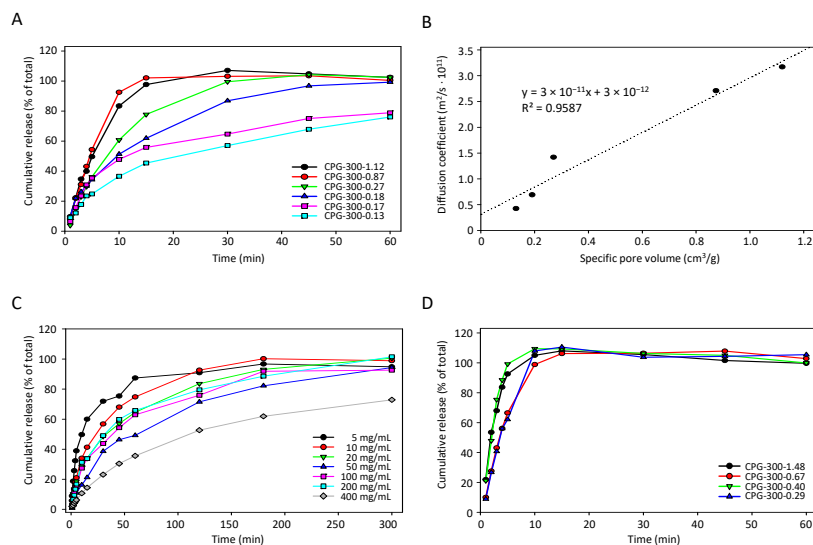 A
Cumulative release (% of total)
120
100
80
60
40
20
0
0
10
20
30
40
50
60
Time (min)
CPG-300-1.12
CPG-300-0.87
CPG-300-0.27
CPG-300-0.18
CPG-300-0.17
CPG-300-0.13
B
Diffusion coefficient (m²/s · 10¹¹)
3.5
3.0
2.5
2.0
1.5
1.0
0.5
0
0
0.2
0.4
0.6
0.8
1.0
1.2
Specific pore volume (cm³/g)
y = 3 × 10⁻¹¹x + 3 × 10⁻¹²
R² = 0.9587
C
Cumulative release (% of total)
120
100
80
60
40
20
0
0
50
100
150
200
250
300
Time (min)
5 mg/mL
10 mg/mL
20 mg/mL
50 mg/mL
100 mg/mL
200 mg/mL
400 mg/mL
D
Cumulative release (% of total)
120
100
80
60
40
20
0
0
10
20
30
40
50
60
Time (min)
CPG-300-1.48
CPG-300-0.67
CPG-300-0.40
CPG-300-0.29